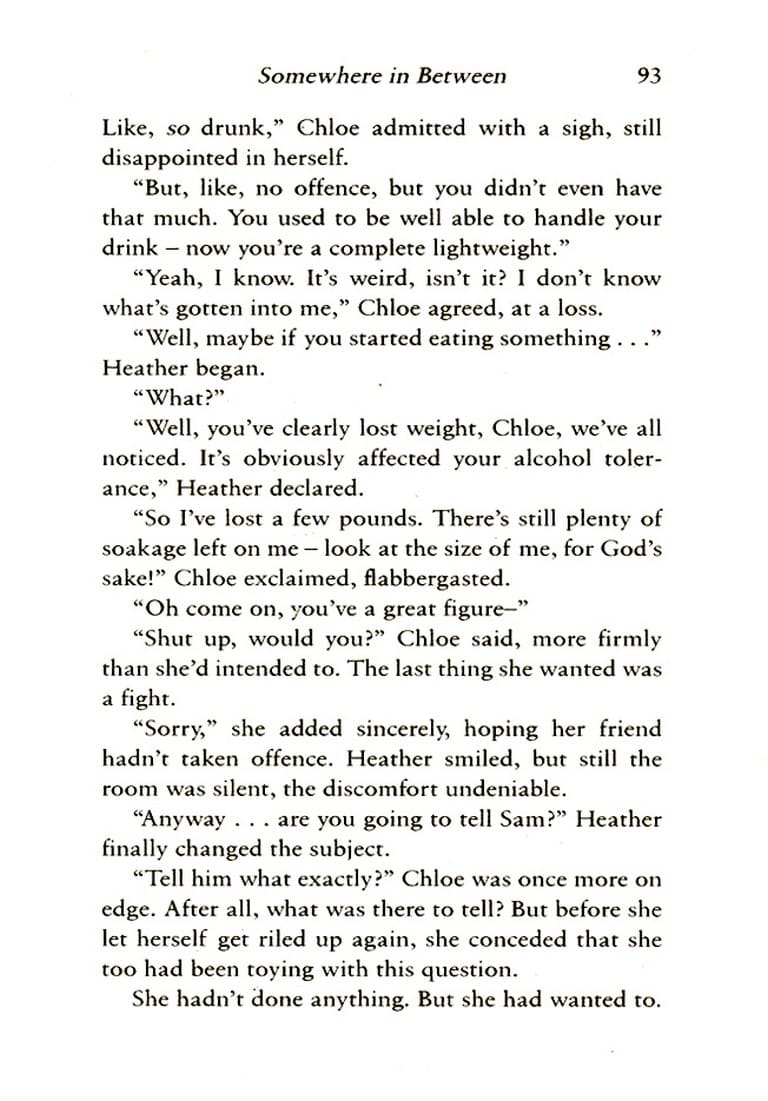 Somewhere in Between 93
Like, so drunk,” Chloe admitted with a sigh, still
disappointed in herself.
“But, like, no offence, but you didn’t even have
that much. You used to be well able to handle your
drink – now you’re a complete lightweight.”
“Yeah, I know. It’s weird, isn’t it? I don’t know
what’s gotten into me,” Chloe agreed, at a loss.
“Well, maybe if you started eating something . . .”
Heather began.
“What?”
“Well, you’ve clearly lost weight, Chloe, we’ve all
noticed. It’s obviously affected your alcohol toler-
ance,” Heather declared.
“So I’ve lost a few pounds. There’s still plenty of
soakage left on me – look at the size of me, for God’s
sake!” Chloe exclaimed, flabbergasted.
“Oh come on, you’ve a great figure–”
“Shut up, would you?” Chloe said, more firmly
than she’d intended to. The last thing she wanted was
a fight.
“Sorry,” she added sincerely, hoping her friend
hadn’t taken offence. Heather smiled, but still the
room was silent, the discomfort undeniable.
“Anyway . . . are you going to tell Sam?” Heather
finally changed the subject.
“Tell him what exactly?” Chloe was once more on
edge. After all, what was there to tell? But before she
let herself get riled up again, she conceded that she
too had been toying with this question.
She hadn’t done anything. But she had wanted to.